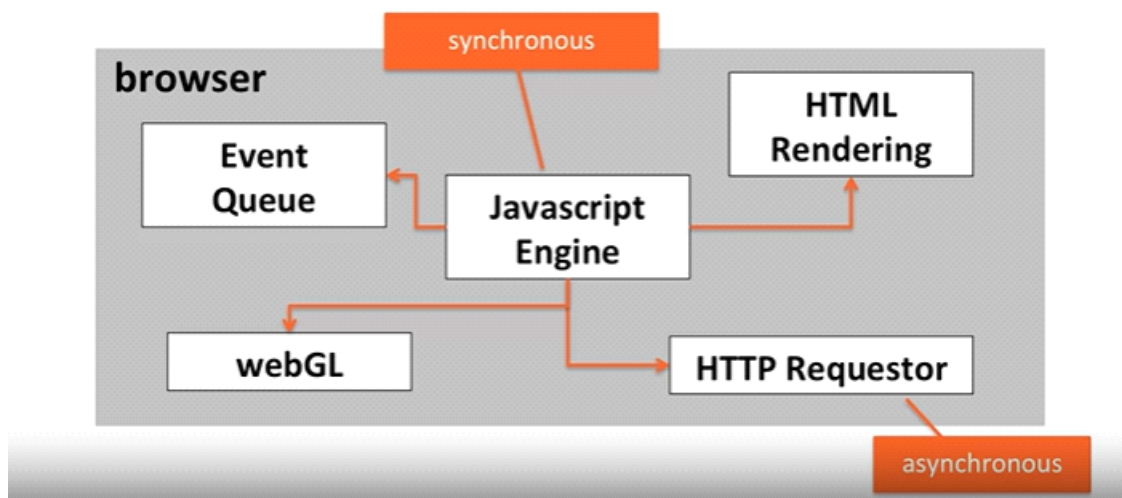 synchronous
browser
HTML
Rendering
Event
Queue
Javascript
Engine
webGL
HTTP Requestor
asynchronous